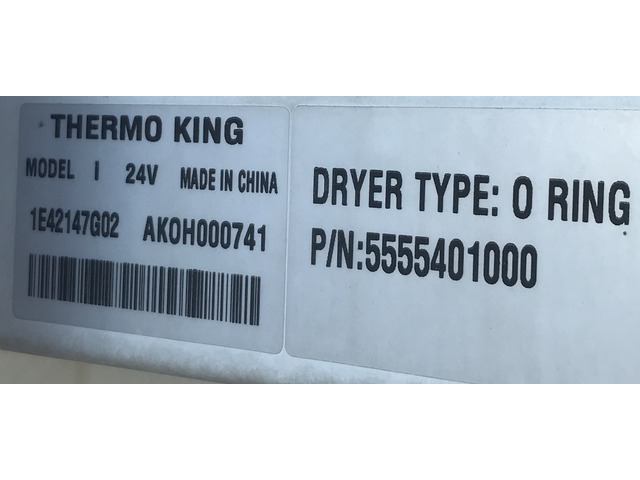 THERMO KING
MODEL I 24V MADE IN CHINA
1E42147G02 AKOH000741
DRYER TYPE: O RING
P/N:5555401000